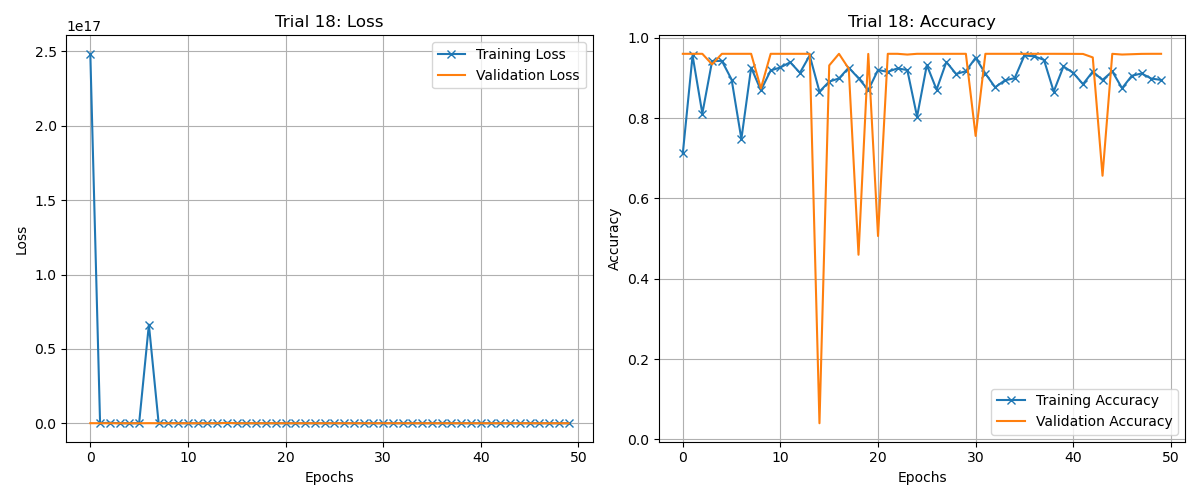 Trial 18: Loss
1e17
2.5
2.0
1.5
1.0
0.5
0.0
Loss
0 10 20 30 40 50
Epochs
Training Loss
Validation Loss
Trial 18: Accuracy
1.0
0.8
0.6
0.4
0.2
0.0
Accuracy
0 10 20 30 40 50
Epochs
Training Accuracy
Validation Accuracy